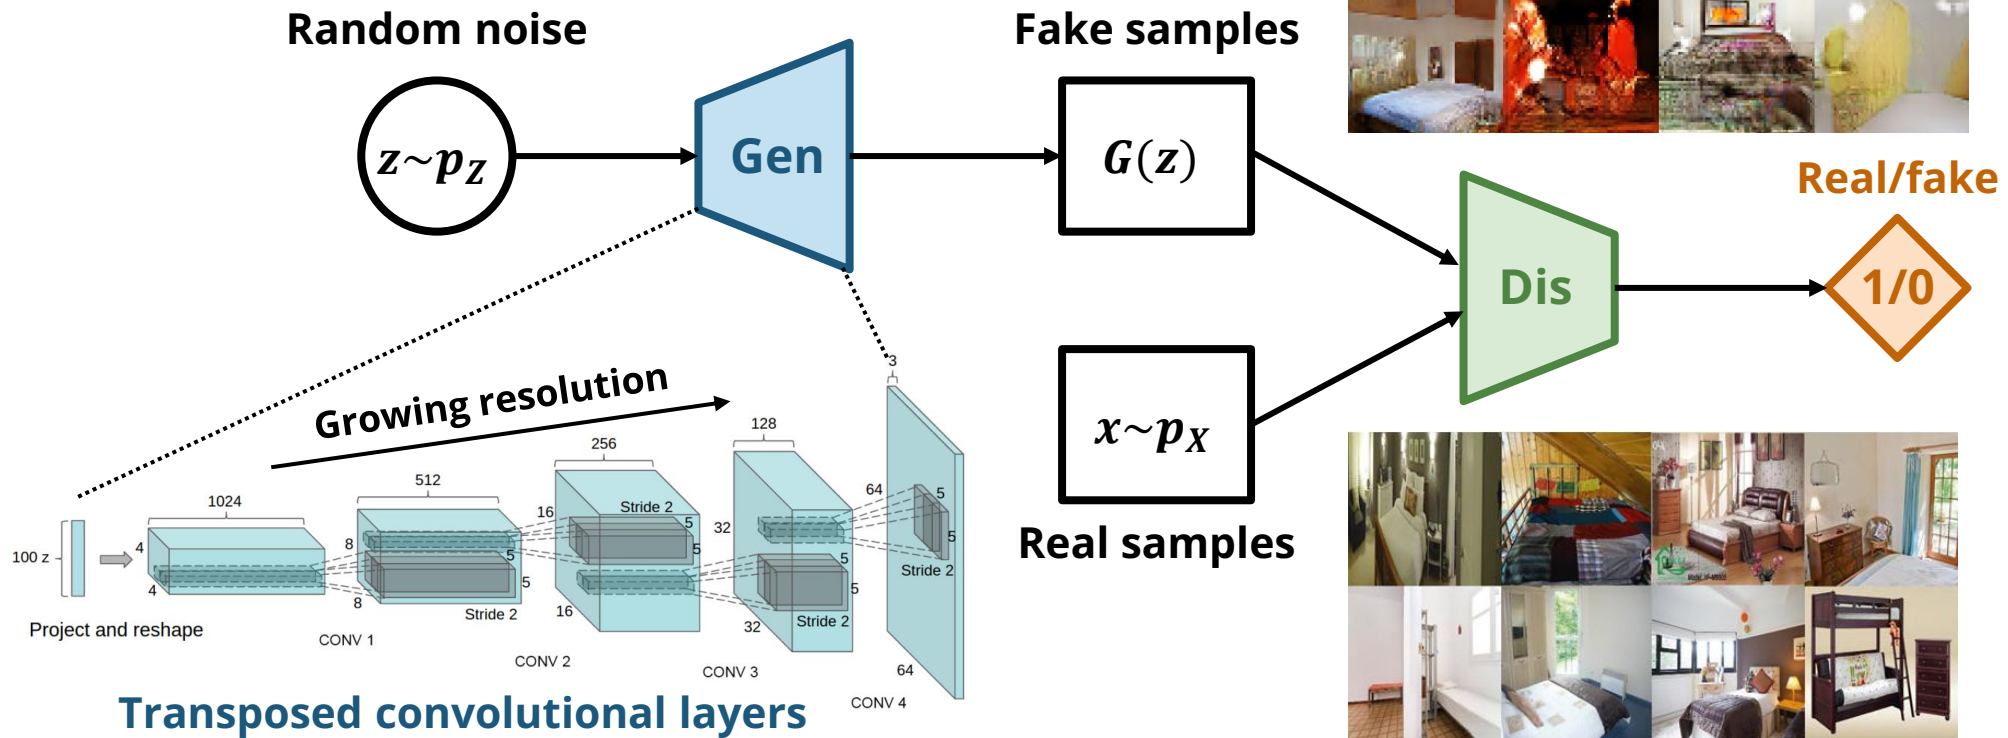 Random noise
Fake samples
z~p_Z
Gen
G(z)
Real/fake
Dis
1/0
x~p_X
Real samples
Growing resolution
3
128
256
512
1024
64
5
5
Stride 2
64
32
5
5
Stride 2
32
16
Stride 2
5
5
16
8
5
5
Stride 2
8
4
4
100 z
Project and reshape
CONV 1
CONV 2
CONV 3
CONV 4
Transposed convolutional layers